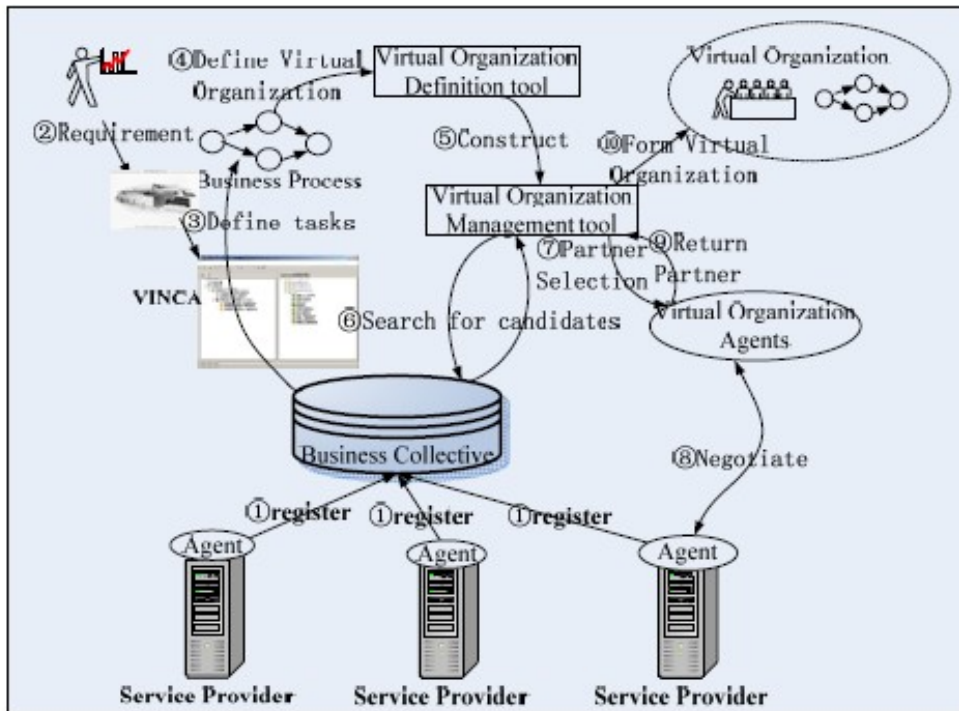 ④Define Virtual
Organization
Virtual Organization
Definition tool
Virtual
Organization
②Requirement
Business Process
⑤Construct
⑩Form Virtual
Organization
③Define tasks
Virtual Organization
Management tool
⑦Partner
Selection
⑨Return
Partner
VINCA
⑥Search for candidates
Virtual Organization
Agents
Business Collective
⑧Negotiate
①register
①register
①register
Agent
Agent
Agent
Service Provider
Service Provider
Service Provider